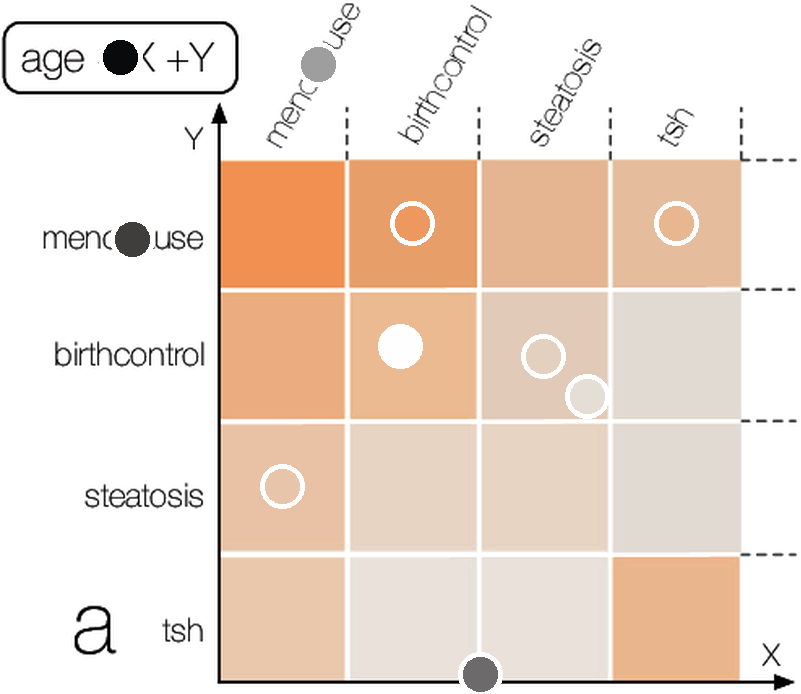 age +Y
birthcontrol
steatosis
tsh
Y
birthcontrol
steatosis
a
tsh
X